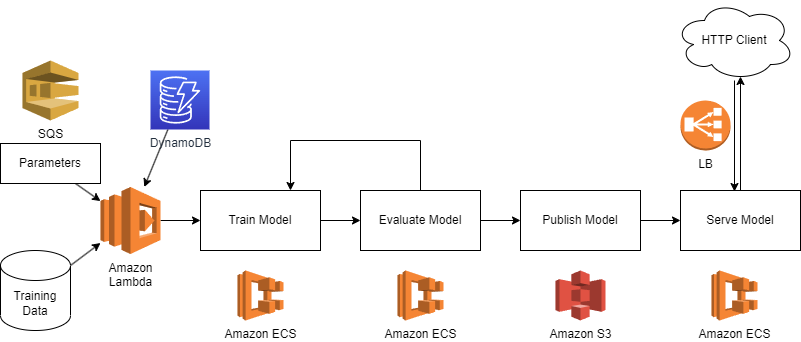 HTTP Client
SQS
DynamoDB
LB
Parameters
Train Model
Evaluate Model
Publish Model
Serve Model
Amazon
Lambda
Training
Data
Amazon ECS
Amazon ECS
Amazon S3
Amazon ECS